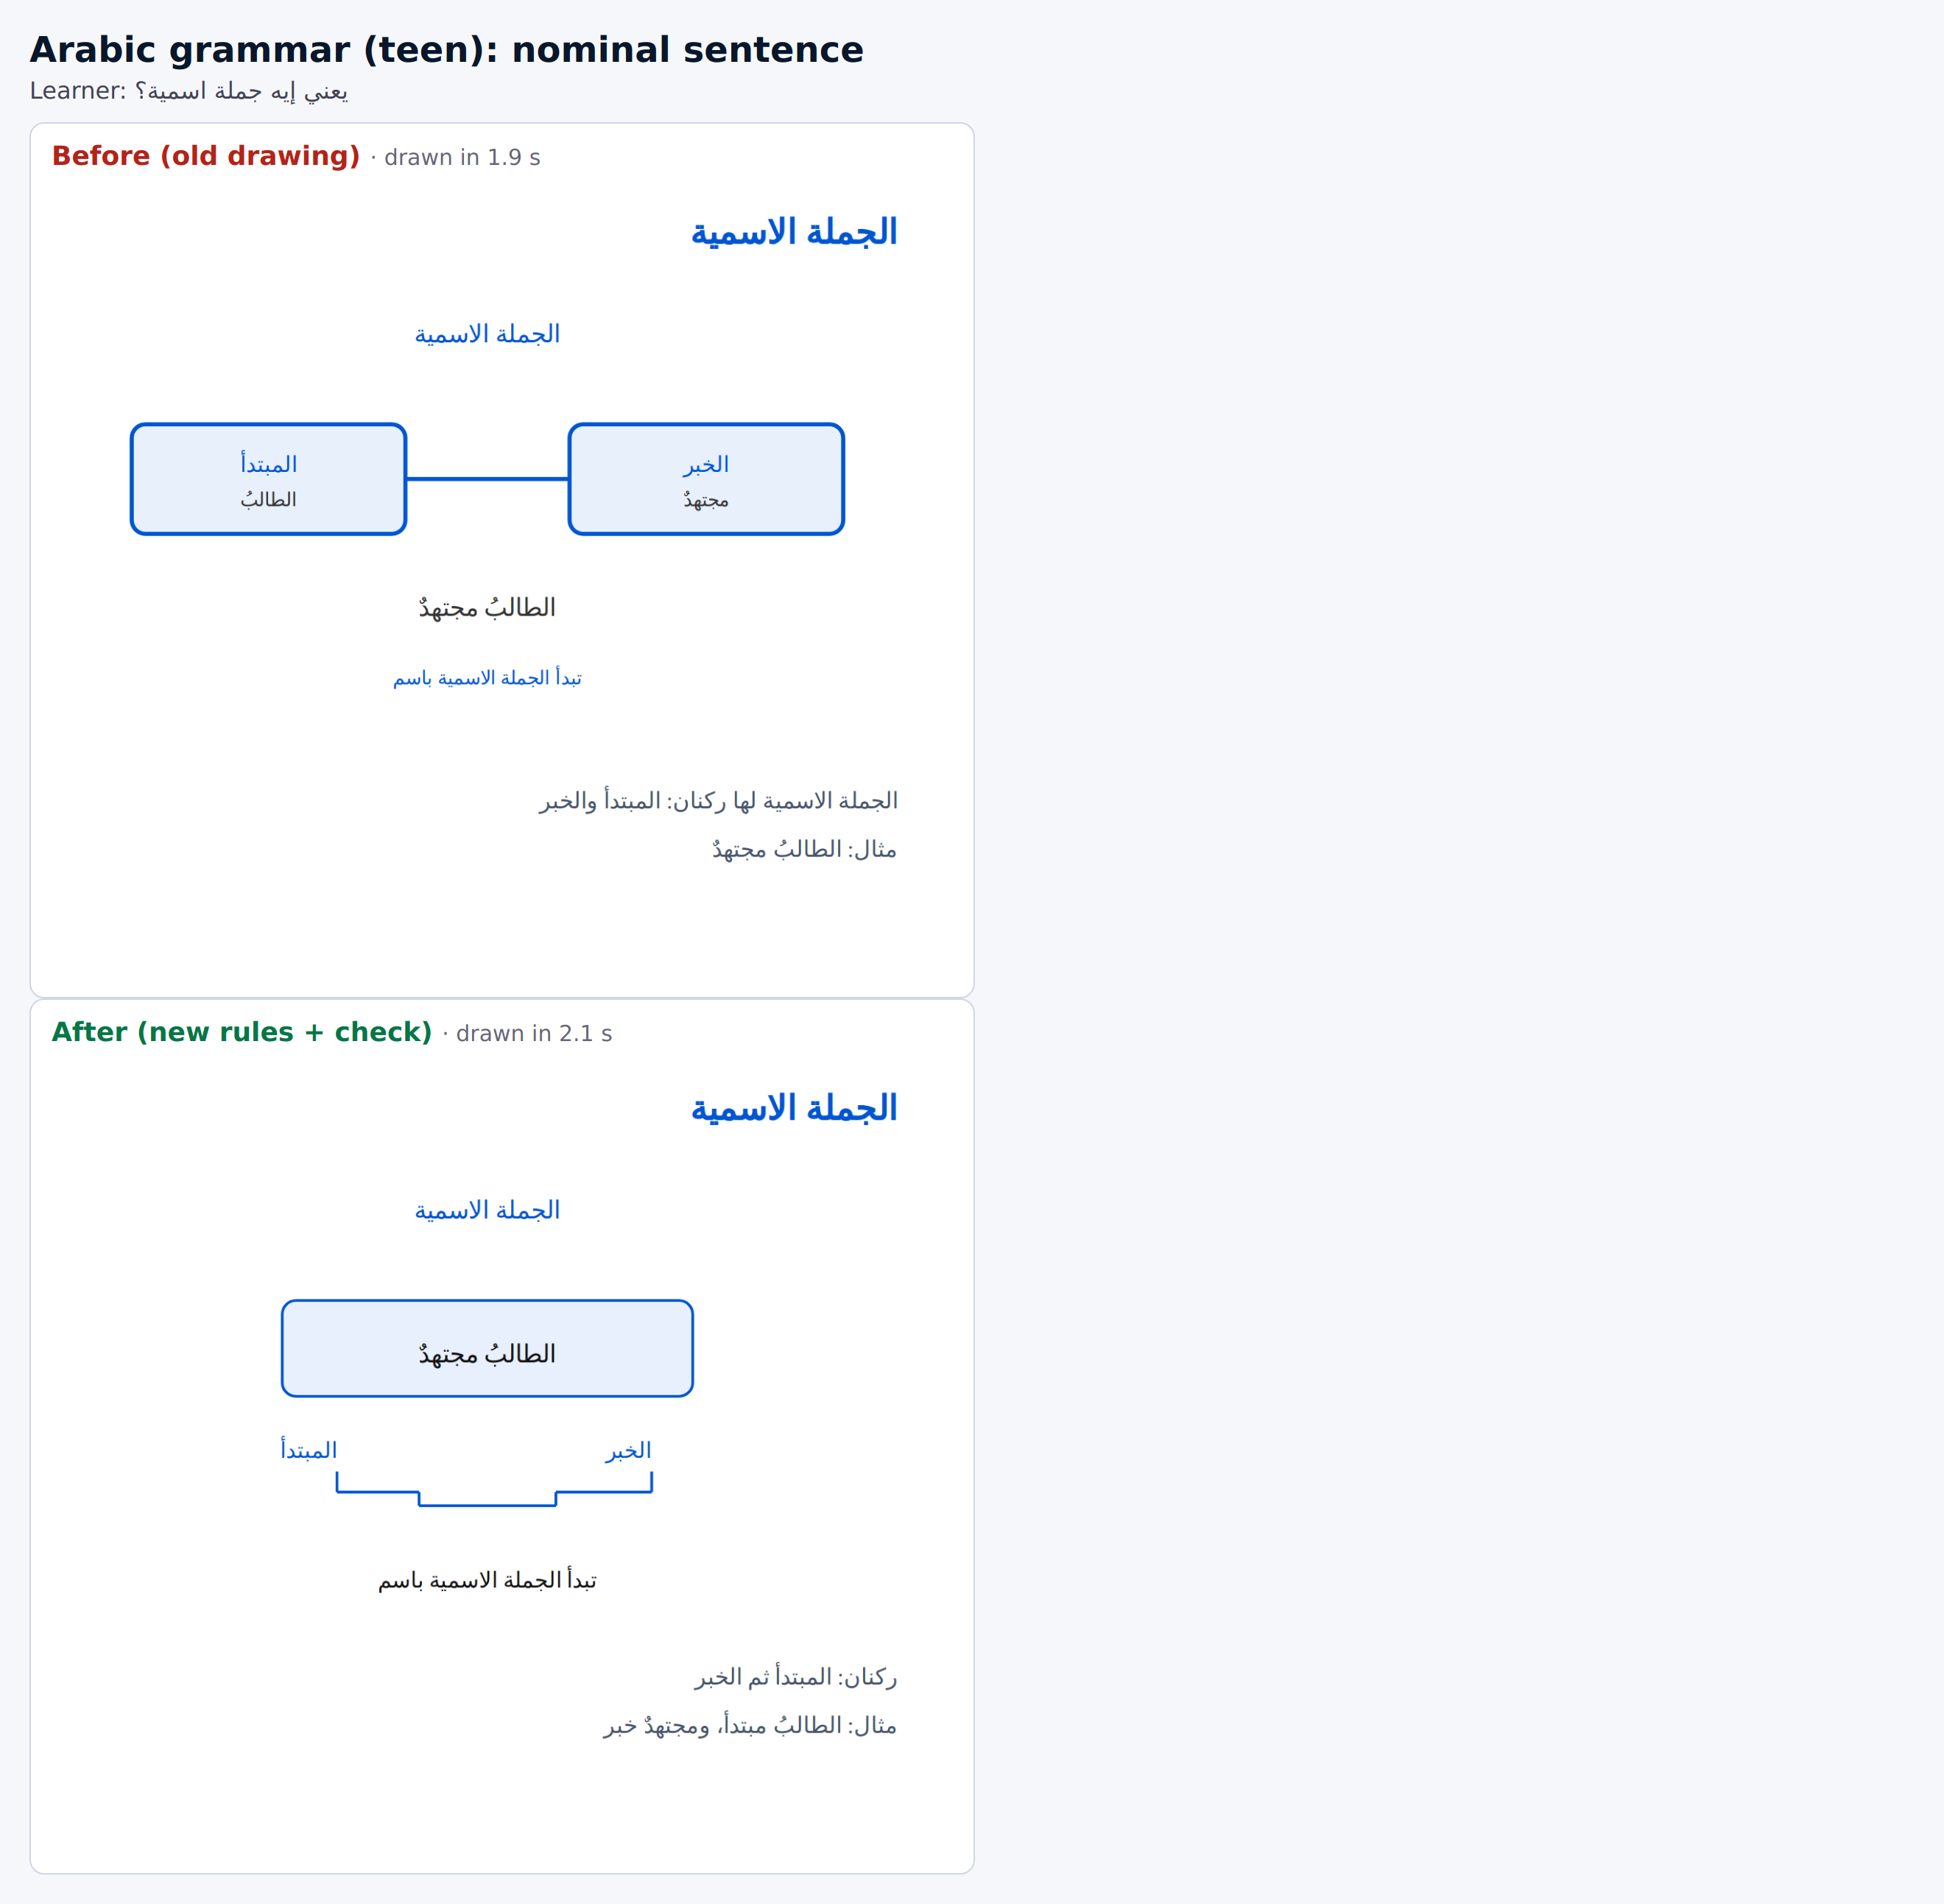 Arabic grammar (teen): nominal sentence
Learner: يعني إيه جملة اسمية؟
Before (old drawing) · drawn in 1.9 s
الجملة الاسمية
الجملة الاسمية
الخبر
المبتدأ
مجتهدٌ
الطالبُ
الطالبُ مجتهدٌ
تبدأ الجملة الاسمية باسم
الجملة الاسمية لها ركنان: المبتدأ والخبر
مثال: الطالبُ مجتهدٌ
After (new rules + check) · drawn in 2.1 s
الجملة الاسمية
الجملة الاسمية
الطالبُ مجتهدٌ
الخبر
المبتدأ
تبدأ الجملة الاسمية باسم
ركنان: المبتدأ ثم الخبر
مثال: الطالبُ مبتدأ، ومجتهدٌ خبر